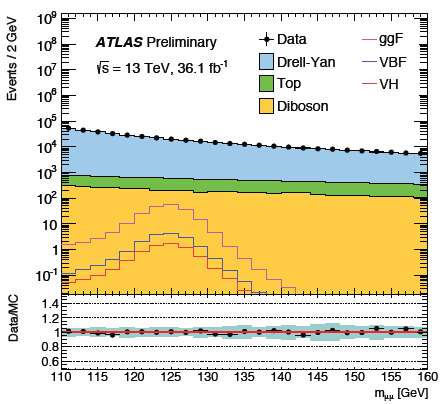 Events / 2 GeV
10⁹
10⁸
10⁷
10⁶
10⁵
10⁴
10³
10²
10
1
10⁻¹
ATLAS Preliminary
√s = 13 TeV, 36.1 fb⁻¹
Data
Drell-Yan
Top
Diboson
ggF
VBF
VH
Data/MC
1.4
1.2
1
0.8
0.6
110 115 120 125 130 135 140 145 150 155 160
mμμ [GeV]